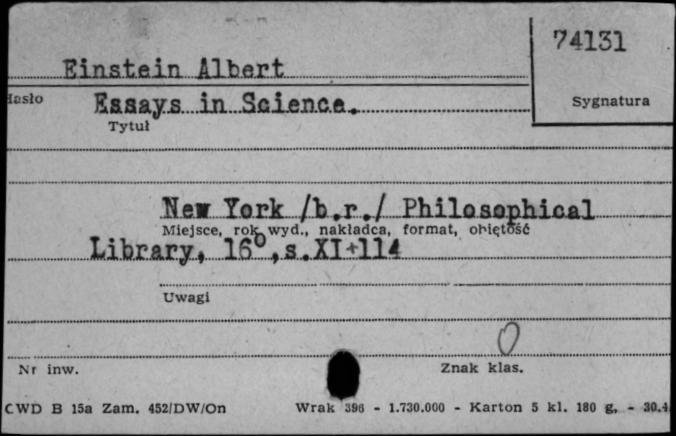 74131
Einstein Albert
Hasło Essays in Science. Sygnatura
Tytuł
New York /b.r./ Philosophical
Miejsce, rok wyd., nakładca, format, objętość
Library, 16⁰, s.XI+114
Uwagi
0
Nr inw. Znak klas.
CWD B 15a Zam. 452/DW/On Wrak 396 - 1.730.000 - Karton 5 kl. 180 g, - 30.4